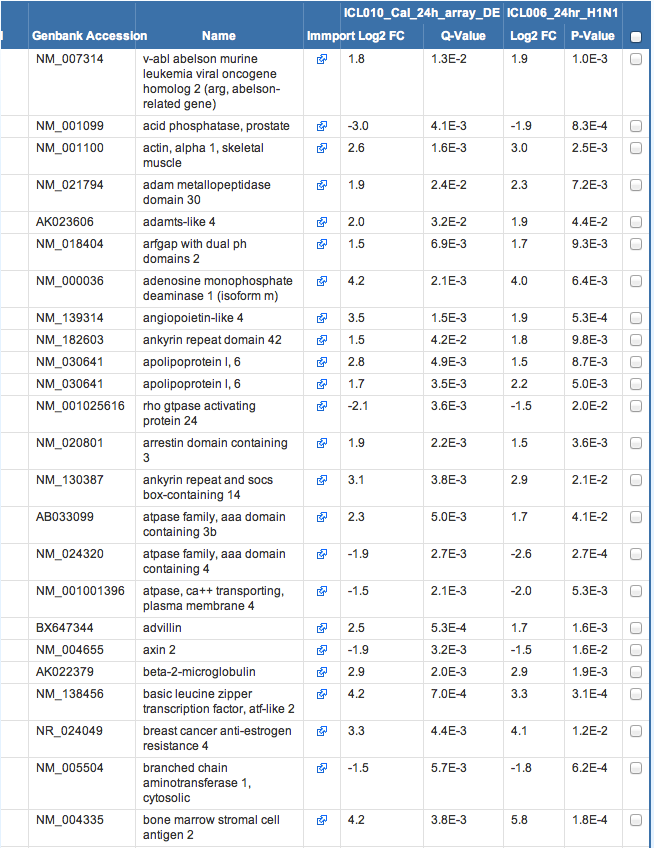 ICL010_Cal_24h_array_DE ICL006_24hr_H1N1
Genbank Accession Name Immport Log2 FC Q-Value Log2 FC P-Value
NM_007314 v-abl abelson murine 1.8 1.3E-2 1.9 1.0E-3
leukemia viral oncogene
homolog 2 (arg, abelson-
related gene)
NM_001099 acid phosphatase, prostate -3.0 4.1E-3 -1.9 8.3E-4
NM_001100 actin, alpha 1, skeletal 2.6 1.6E-3 3.0 2.5E-3
muscle
NM_021794 adam metallopeptidase 1.9 2.4E-2 2.3 7.2E-3
domain 30
AK023606 adamts-like 4 2.0 3.2E-2 1.9 4.4E-2
NM_018404 arfgap with dual ph 1.5 6.9E-3 1.7 9.3E-3
domains 2
NM_000036 adenosine monophosphate 4.2 2.1E-3 4.0 6.4E-3
deaminase 1 (isoform m)
NM_139314 angiopoietin-like 4 3.5 1.5E-3 1.9 5.3E-4
NM_182603 ankyrin repeat domain 42 1.5 4.2E-2 1.8 9.8E-3
NM_030641 apolipoprotein l, 6 2.8 4.9E-3 1.5 8.7E-3
NM_030641 apolipoprotein l, 6 1.7 3.5E-3 2.2 5.0E-3
NM_001025616 rho gtpase activating -2.1 3.6E-3 -1.5 2.0E-2
protein 24
NM_020801 arrestin domain containing 1.9 2.2E-3 1.5 3.6E-3
3
NM_130387 ankyrin repeat and socs 3.1 3.8E-3 2.9 2.1E-2
box-containing 14
AB033099 atpase family, aaa domain 2.3 5.0E-3 1.7 4.1E-2
containing 3b
NM_024320 atpase family, aaa domain -1.9 2.7E-3 -2.6 2.7E-4
containing 4
NM_001001396 atpase, ca++ transporting, -1.5 2.1E-3 -2.0 5.3E-3
plasma membrane 4
BX647344 advillin 2.5 5.3E-4 1.7 1.6E-3
NM_004655 axin 2 -1.9 3.2E-3 -1.5 1.6E-2
AK022379 beta-2-microglobulin 2.9 2.0E-3 2.9 1.9E-3
NM_138456 basic leucine zipper 4.2 7.0E-4 3.3 3.1E-4
transcription factor, atf-like 2
NR_024049 breast cancer anti-estrogen 3.3 4.4E-3 4.1 1.2E-2
resistance 4
NM_005504 branched chain -1.5 5.7E-3 -1.8 6.2E-4
aminotransferase 1,
cytosolic
NM_004335 bone marrow stromal cell 4.2 3.8E-3 5.8 1.8E-4
antigen 2